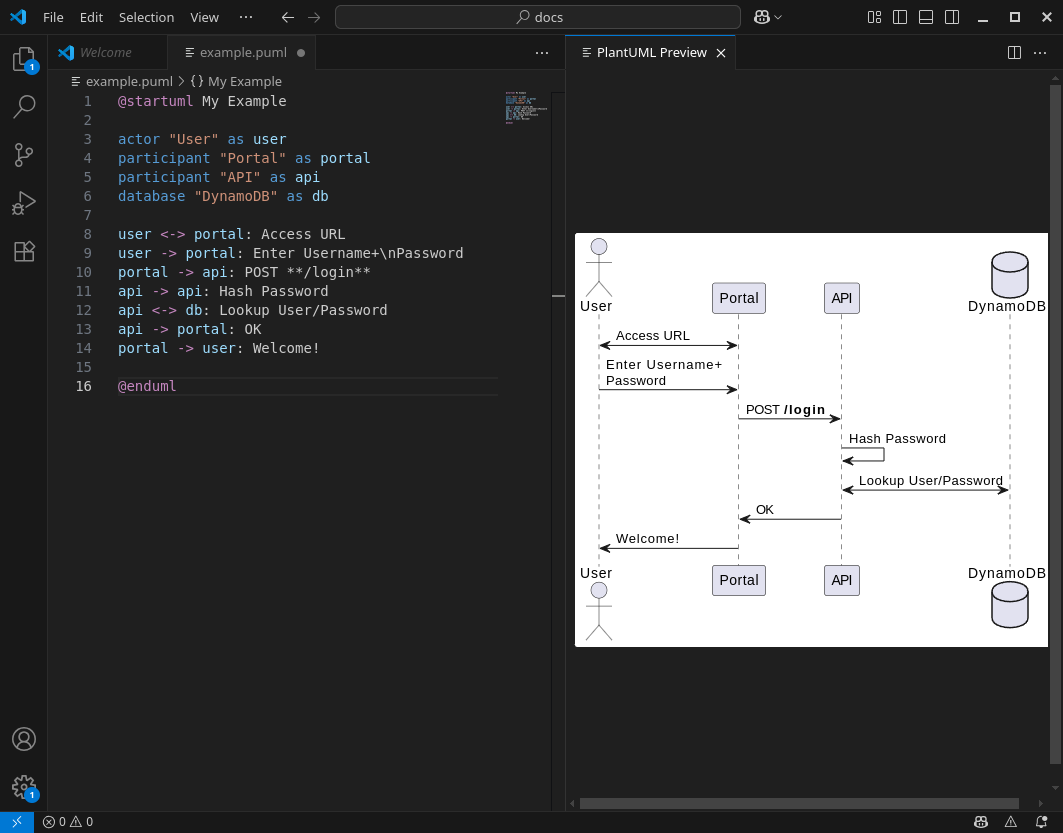 File Edit Selection View ··· docs
1
Welcome
example.puml
PlantUML Preview
example.puml > {} My Example
1 @startuml My Example
2
3 actor "User" as user
4 participant "Portal" as portal
5 participant "API" as api
6 database "DynamoDB" as db
7
8 user <-> portal: Access URL
9 user -> portal: Enter Username+\nPassword
10 portal -> api: POST **/login**
11 api -> api: Hash Password
12 api <-> db: Lookup User/Password
13 api -> portal: OK
14 portal -> user: Welcome!
15
16 @enduml
User Portal API DynamoDB
Access URL
Enter Username+
Password
POST /login
Hash Password
Lookup User/Password
OK
Welcome!
User Portal API DynamoDB
1
0 0